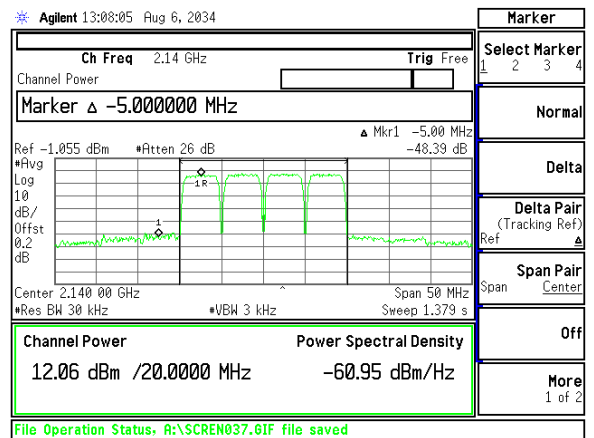 Agilent 13:08:05 Aug 6, 2034
Marker
Ch Freq 2.14 GHz Trig Free
Channel Power
Marker Δ -5.000000 MHz
Δ Mkr1 -5.00 MHz
Ref -1.055 dBm #Atten 26 dB -48.39 dB
#Avg
Log
10
dB/
Offst
0.2
dB
1R
1
Center 2.140 00 GHz Span 50 MHz
#Res BW 30 kHz #VBW 3 kHz Sweep 1.379 s
Channel Power Power Spectral Density
12.06 dBm /20.0000 MHz -60.95 dBm/Hz
File Operation Status, A:\SCREN037.GIF file saved
Select Marker
1 2 3 4
Normal
Delta
Delta Pair
(Tracking Ref)
Ref Δ
Span Pair
Span Center
Off
More
1 of 2